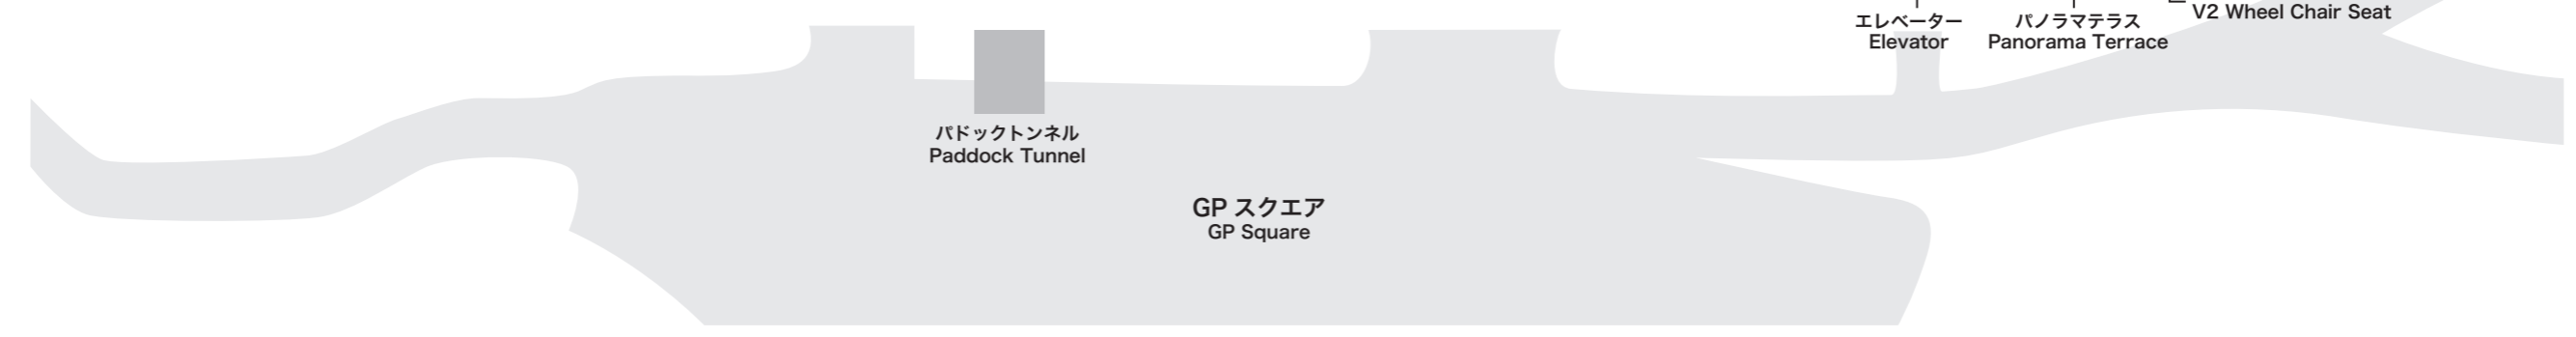 エレベーター
Elevator
パノラマテラス
Panorama Terrace
V2 Wheel Chair Seat
パドックトンネル
Paddock Tunnel
GP スクエア
GP Square